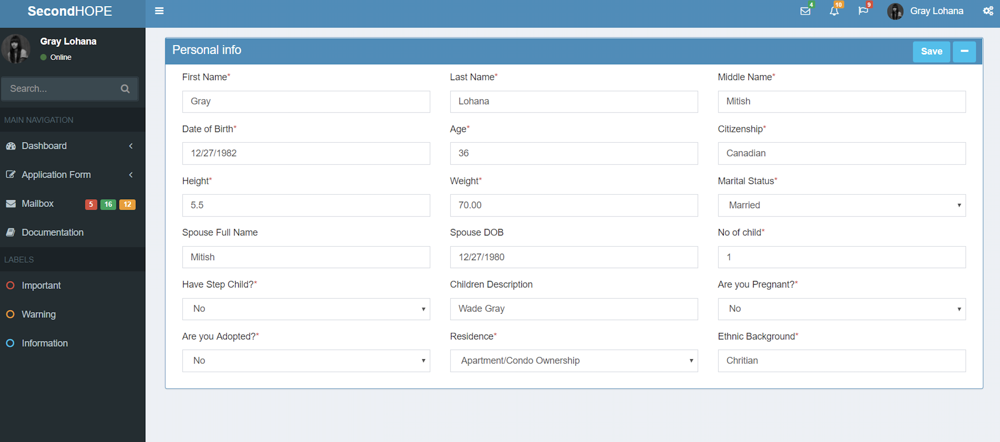 SecondHOPE
4
10
9
Gray Lohana
Gray Lohana
Online
Search...
MAIN NAVIGATION
Dashboard
Application Form
Mailbox 5 16 12
Documentation
LABELS
Important
Warning
Information
Personal info
Save
First Name* Last Name* Middle Name*
Gray Lohana Mitish
Date of Birth* Age* Citizenship*
12/27/1982 36 Canadian
Height* Weight* Marital Status*
5.5 70.00 Married
Spouse Full Name Spouse DOB No of child*
Mitish 12/27/1980 1
Have Step Child?* Children Description Are you Pregnant?*
No Wade Gray No
Are you Adopted?* Residence* Ethnic Background*
No Apartment/Condo Ownership Chritian